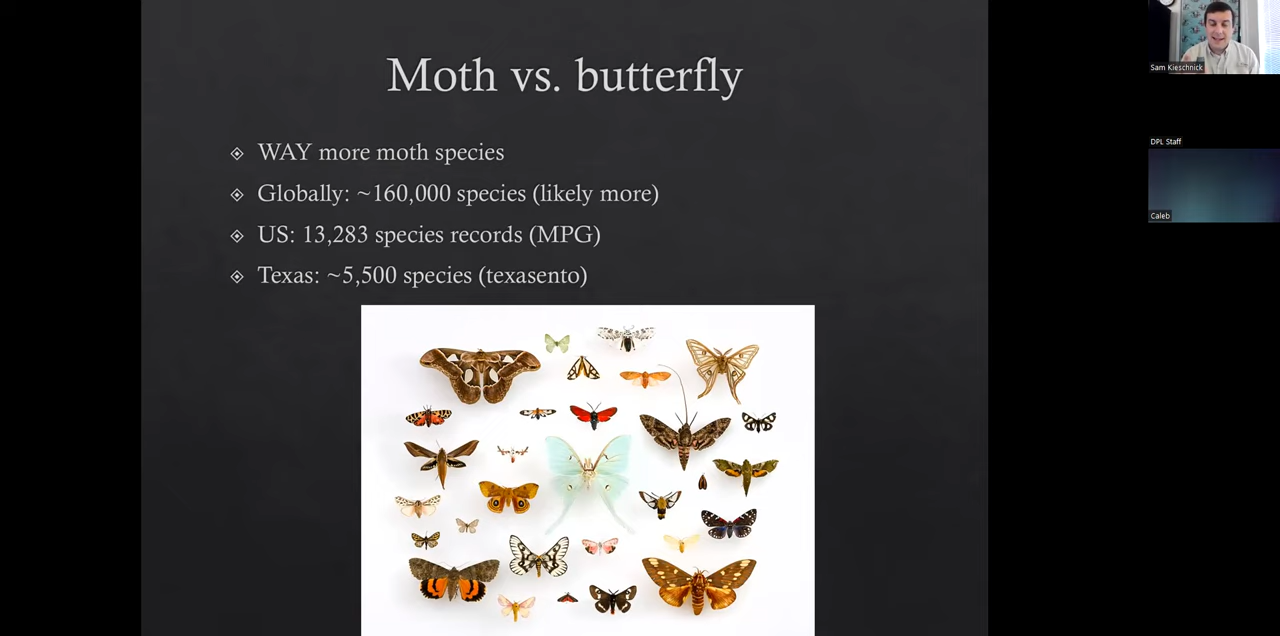 Moth vs. butterfly
WAY more moth species
Globally: ~160,000 species (likely more)
US: 13,283 species records (MPG)
Texas: ~5,500 species (texasento)
Sam Kieschnick
DPL Staff
Caleb